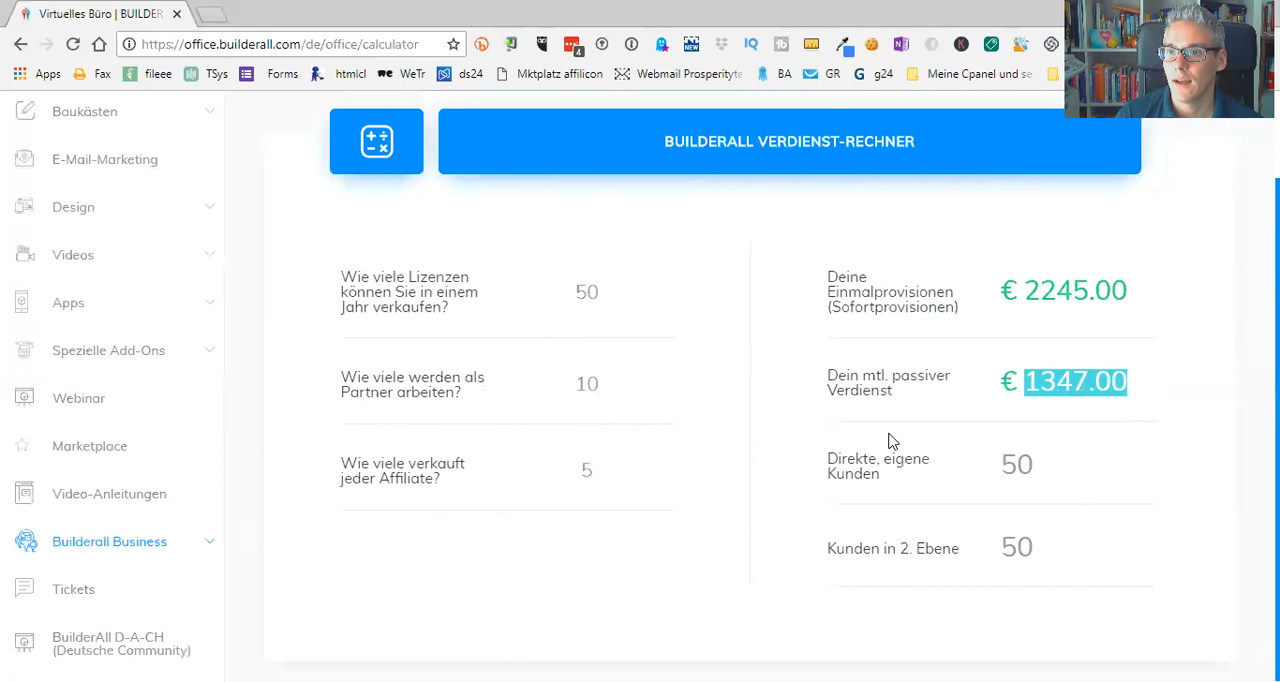 Virtuelles Büro | BUILDER
https://office.builderall.com/de/office/calculator
4
NEW
IQ
K
Apps
Fax
fileee
TSys
Forms
htmlcl
WeTr
ds24
Mktplatz affilicon
Webmail Prosperityte
BA
GR
G g24
Meine Cpanel und se
Baukästen
E-Mail-Marketing
Design
Videos
Apps
Spezielle Add-Ons
Webinar
Marketplace
Video-Anleitungen
Builderall Business
Tickets
BuilderAll D-A-CH
(Deutsche Community)
BUILDERALL VERDIENST-RECHNER
Wie viele Lizenzen
können Sie in einem
Jahr verkaufen?
50
Wie viele werden als
Partner arbeiten?
10
Wie viele verkauft
jeder Affiliate?
5
Deine
Einmalprovisionen
(Sofortprovisionen)
€ 2245.00
Dein mtl. passiver
Verdienst
€ 1347.00
Direkte, eigene
Kunden
50
Kunden in 2. Ebene
50